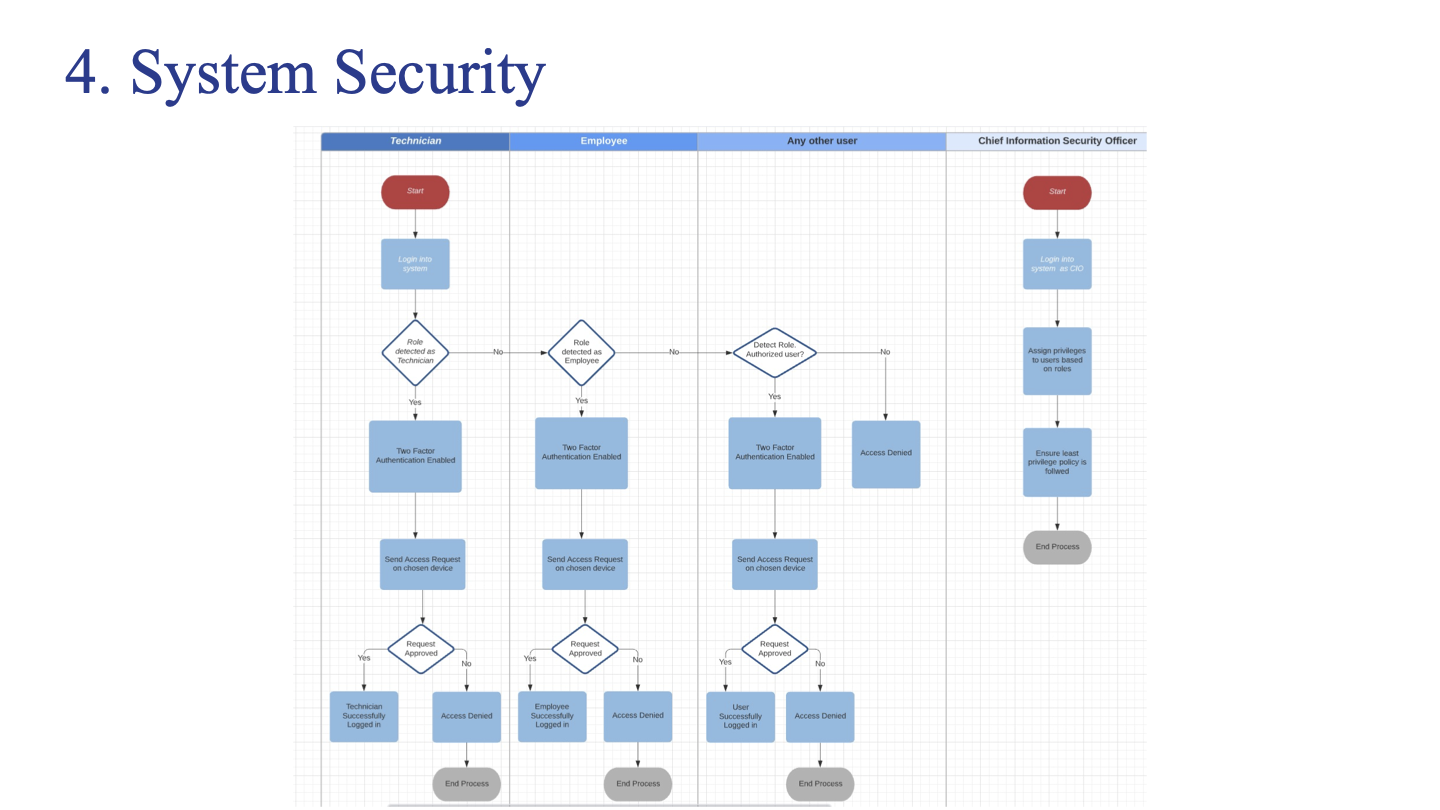 4. System Security
Technician
Employee
Any other user
Chief Information Security Officer
Start
Start
Login into
system
Login into
system as CIO
Role
detected as
Technician
No
Role
detected as
Employee
No
Detect Role.
Authorized user?
No
Assign privileges
to users based
on roles
Yes
Yes
Yes
Two Factor
Authentication Enabled
Two Factor
Authentication Enabled
Two Factor
Authentication Enabled
Access Denied
Ensure least
privilege policy is
follwed
Send Access Request
on chosen device
Send Access Request
on chosen device
Send Access Request
on chosen device
End Process
Request
Approved
Yes
No
Request
Approved
Yes
No
Request
Approved
Yes
No
Technician
Successfully
Logged in
Access Denied
Employee
Successfully
Logged in
Access Denied
User
Successfully
Logged in
Access Denied
End Process
End Process
End Process